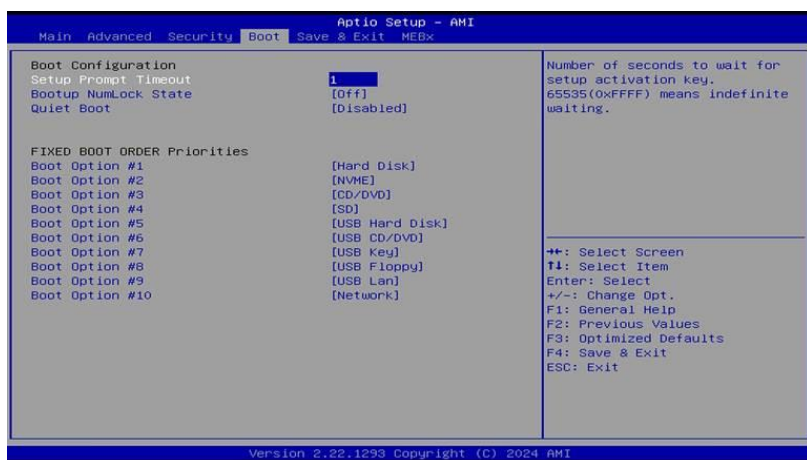 Aptio Setup - AMI
Main Advanced Security Boot Save & Exit MEBx
Boot Configuration
Setup Prompt Timeout 1
Bootup NumLock State [Off]
Quiet Boot [Disabled]
FIXED BOOT ORDER Priorities
Boot Option #1 [Hard Disk]
Boot Option #2 [NVME]
Boot Option #3 [CD/DVD]
Boot Option #4 [SD]
Boot Option #5 [USB Hard Disk]
Boot Option #6 [USB CD/DVD]
Boot Option #7 [USB Key]
Boot Option #8 [USB Floppy]
Boot Option #9 [USB Lan]
Boot Option #10 [Network]
Number of seconds to wait for
setup activation key.
65535(0xFFFF) means indefinite
waiting.
→←: Select Screen
↑↓: Select Item
Enter: Select
+/-: Change Opt.
F1: General Help
F2: Previous Values
F3: Optimized Defaults
F4: Save & Exit
ESC: Exit
Version 2.22.1293 Copyright (C) 2024 AMI